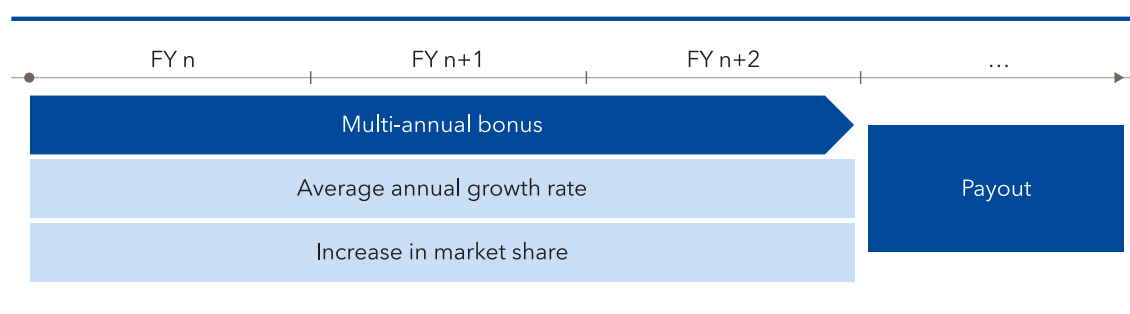 FY n
FY n+1
FY n+2
...
Multi-annual bonus
Average annual growth rate
Payout
Increase in market share